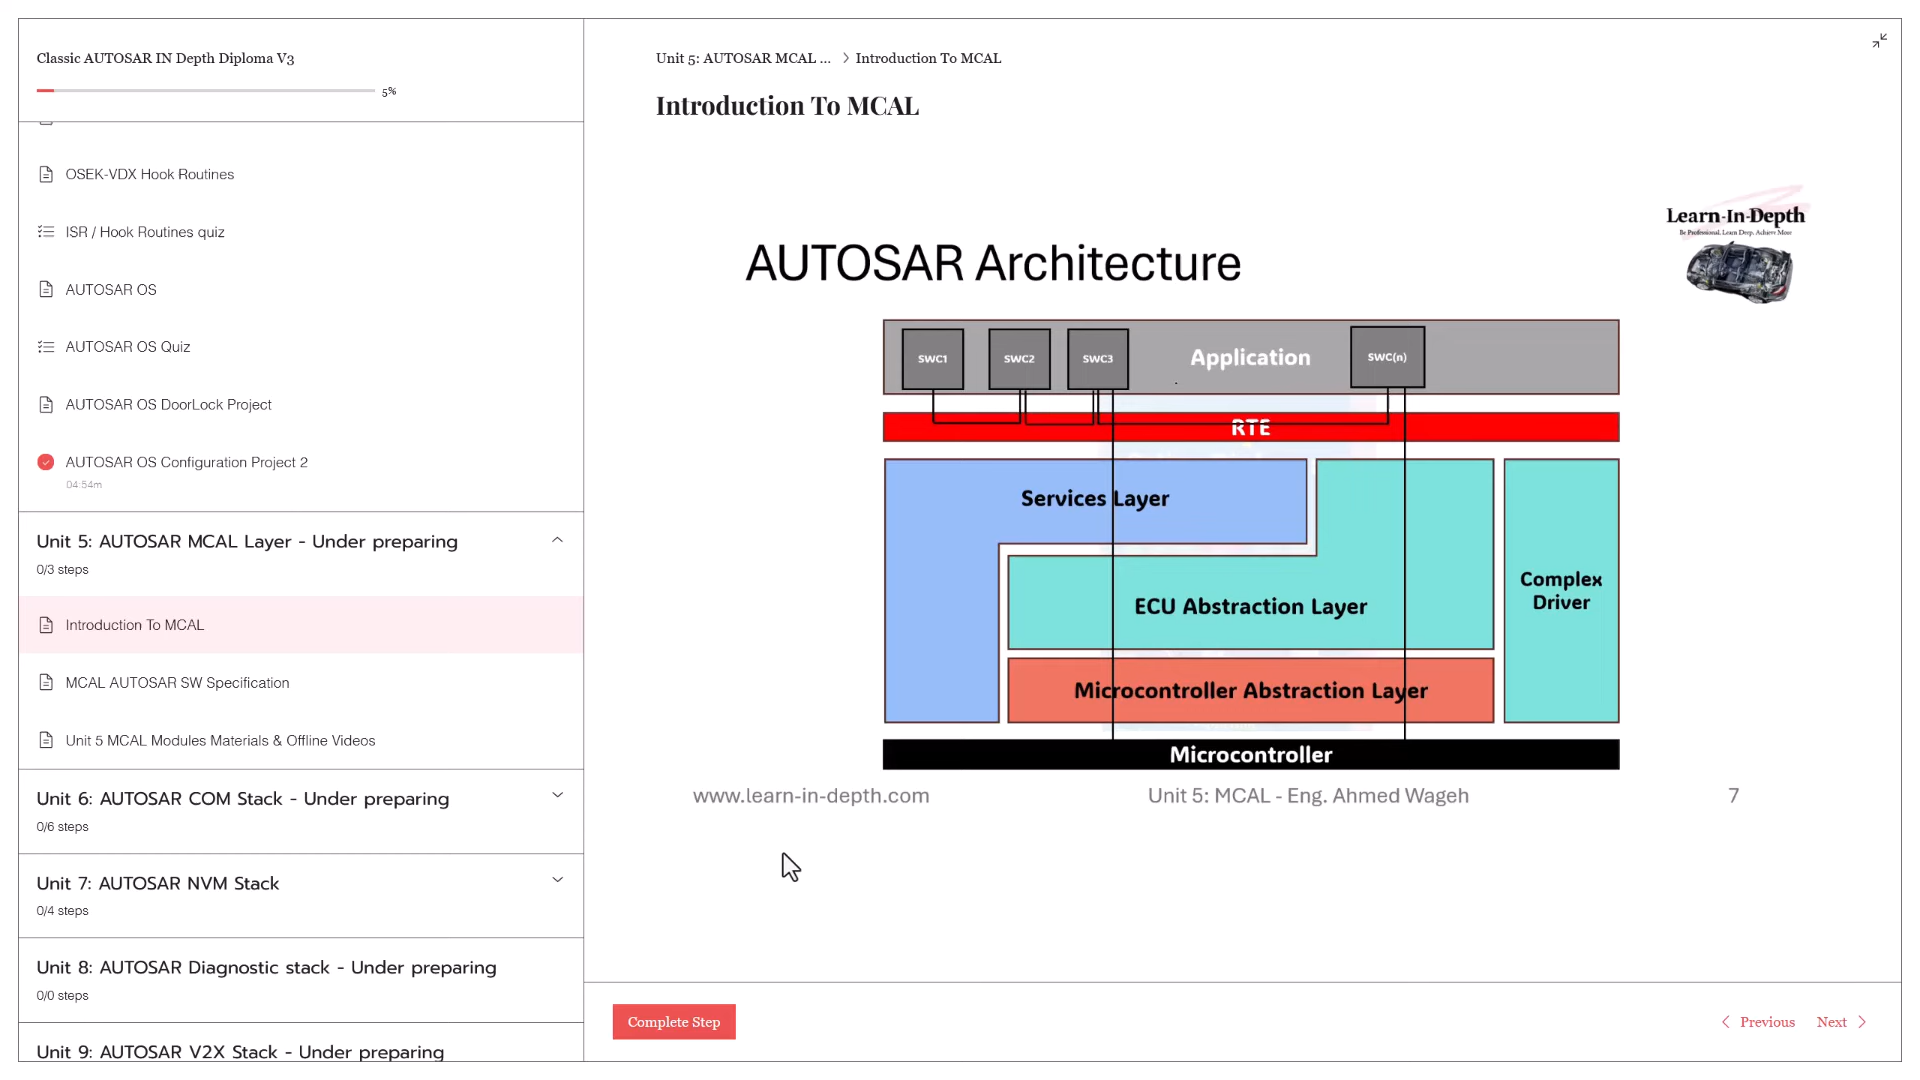 Classic AUTOSAR IN Depth Diploma V3
5%
OSEK-VDX Hook Routines
ISR / Hook Routines quiz
AUTOSAR OS
AUTOSAR OS Quiz
AUTOSAR OS DoorLock Project
AUTOSAR OS Configuration Project 2
04:54m
Unit 5: AUTOSAR MCAL Layer - Under preparing
0/3 steps
Introduction To MCAL
MCAL AUTOSAR SW Specification
Unit 5 MCAL Modules Materials & Offline Videos
Unit 6: AUTOSAR COM Stack - Under preparing
0/6 steps
Unit 7: AUTOSAR NVM Stack
0/4 steps
Unit 8: AUTOSAR Diagnostic stack - Under preparing
0/0 steps
Unit 9: AUTOSAR V2X Stack - Under preparing
Unit 5: AUTOSAR MCAL ... Introduction To MCAL
Introduction To MCAL
Learn-In-Depth
Be Professional, Learn Deep, Achieve More
AUTOSAR Architecture
SWC1 SWC2 SWC3 Application SWC(n)
RTE
Services Layer
Complex
Driver
ECU Abstraction Layer
Microcontroller Abstraction Layer
Microcontroller
www.learn-in-depth.com Unit 5: MCAL - Eng. Ahmed Wageh 7
Complete Step Previous Next